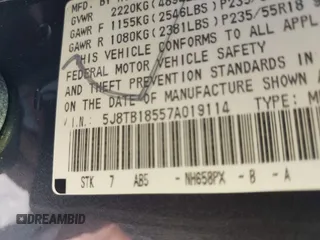 MFD. BY
GVWR 2220KG(
GAWR F 1155KG(2546LBS)P235/55R18
GAWR R 1080KG(2381LBS)P235/
THIS VEHICLE CONFORMS TO ALL APPL
FEDERAL MOTOR VEHICLE SAFETY
AND THEFT PREVENTION STANDARDS IN
ON THE DATE OF MANUFACTURE SHOWN
V.I.N.: 5J8TB18557A019114 TYPE: M
STK 7 ABS - NH658PX - B - A
DREAMBID